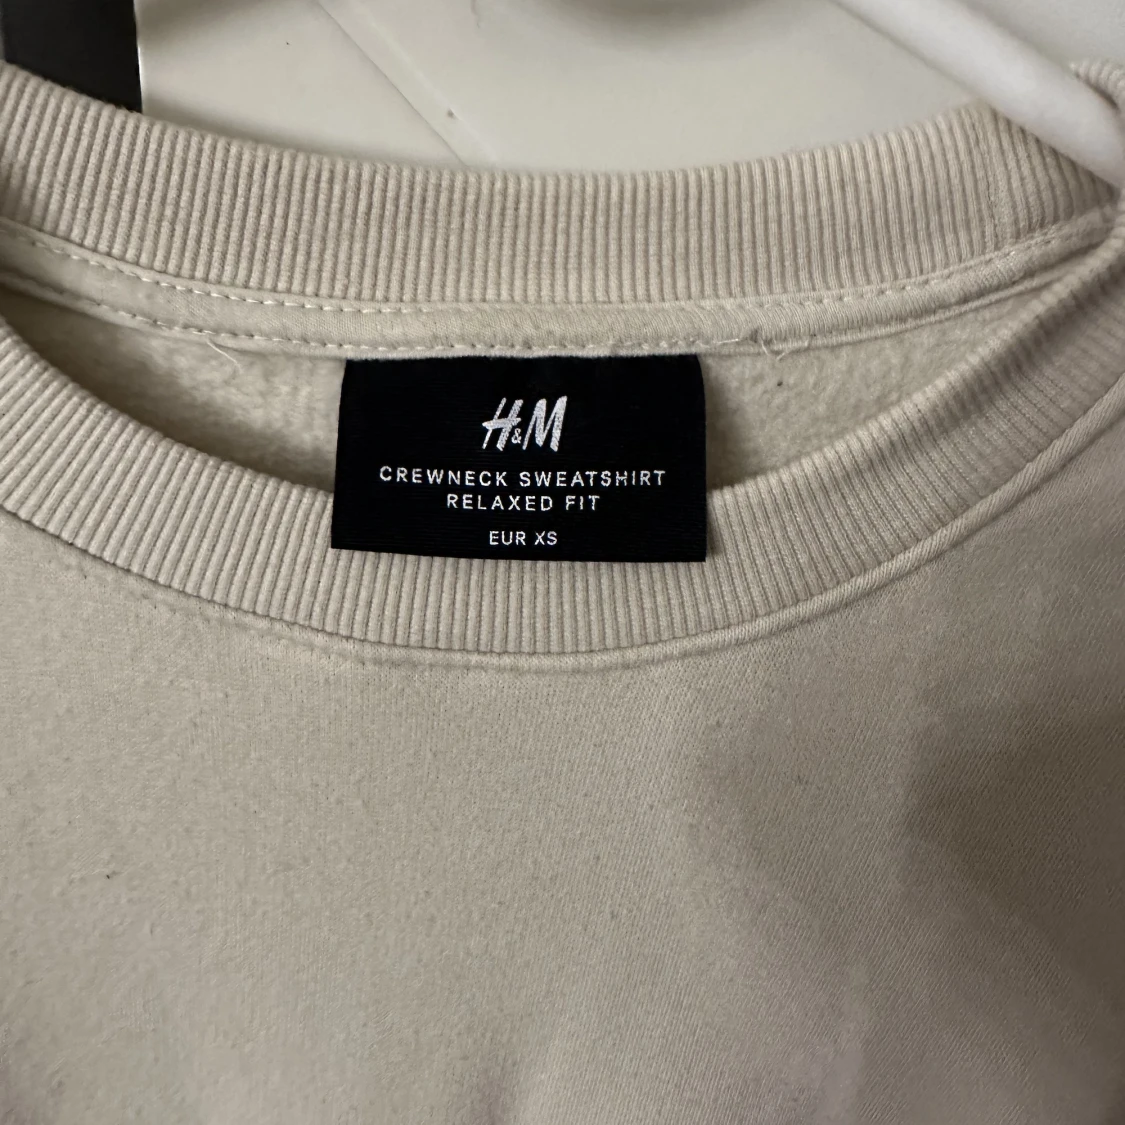 H&M
CREWNECK SWEATSHIRT
RELAXED FIT
EUR XS